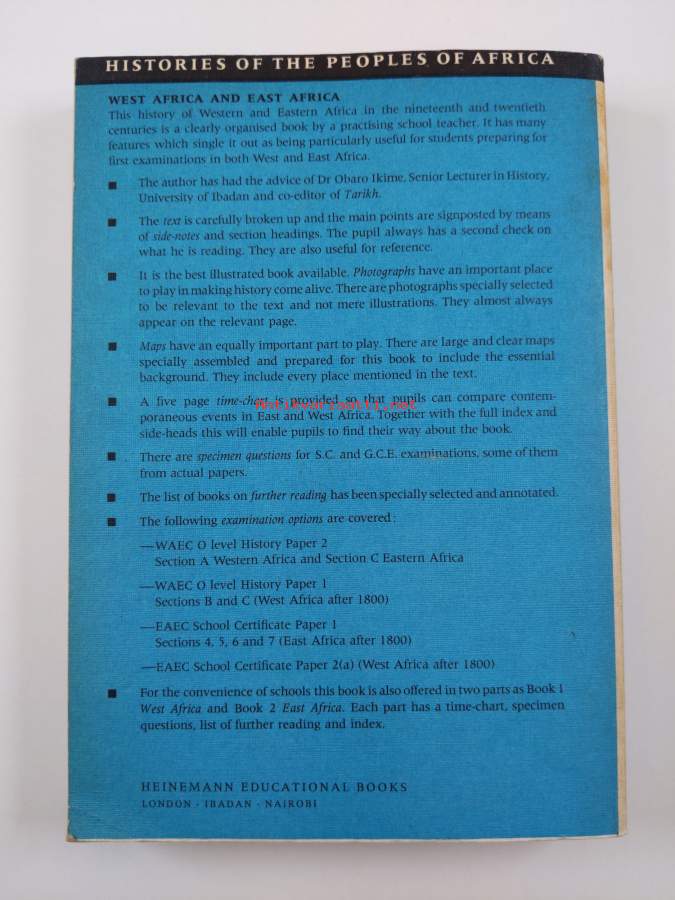 HISTORIES OF THE PEOPLES OF AFRICA
WEST AFRICA AND EAST AFRICA
This history of Western and Eastern Africa in the nineteenth and twentieth
centuries is a clearly organised book by a practising school teacher. It has many
features which single it out as being particularly useful for students preparing for
first examinations in both West and East Africa.
■ The author has had the advice of Dr Obaro Ikime, Senior Lecturer in History,
University of Ibadan and co-editor of Tarikh.
■ The text is carefully broken up and the main points are signposted by means
of side-notes and section headings. The pupil always has a second check on
what he is reading. They are also useful for reference.
■ It is the best illustrated book available. Photographs have an important place
to play in making history come alive. There are photographs specially selected
to be relevant to the text and not mere illustrations. They almost always
appear on the relevant page.
■ Maps have an equally important part to play. There are large and clear maps
specially assembled and prepared for this book to include the essential
background. They include every place mentioned in the text.
■ A five page time-chart is provided so that pupils can compare contem-
Antikvariaatti.net
poraneous events in East and West Africa. Together with the full index and
side-heads this will enable pupils to find their way about the book.
■ There are specimen questions for S.C. and G.C.E. examinations, some of them
from actual papers.
■ The list of books on further reading has been specially selected and annotated.
■ The following examination options are covered:
—WAEC O level History Paper 2
Section A Western Africa and Section C Eastern Africa
—WAEC O level History Paper 1
Sections B and C (West Africa after 1800)
—EAEC School Certificate Paper 1
Sections 4, 5, 6 and 7 (East Africa after 1800)
—EAEC School Certificate Paper 2(a) (West Africa after 1800)
■ For the convenience of schools this book is also offered in two parts as Book 1
West Africa and Book 2 East Africa. Each part has a time-chart, specimen
questions, list of further reading and index.
HEINEMANN EDUCATIONAL BOOKS
LONDON · IBADAN · NAIROBI